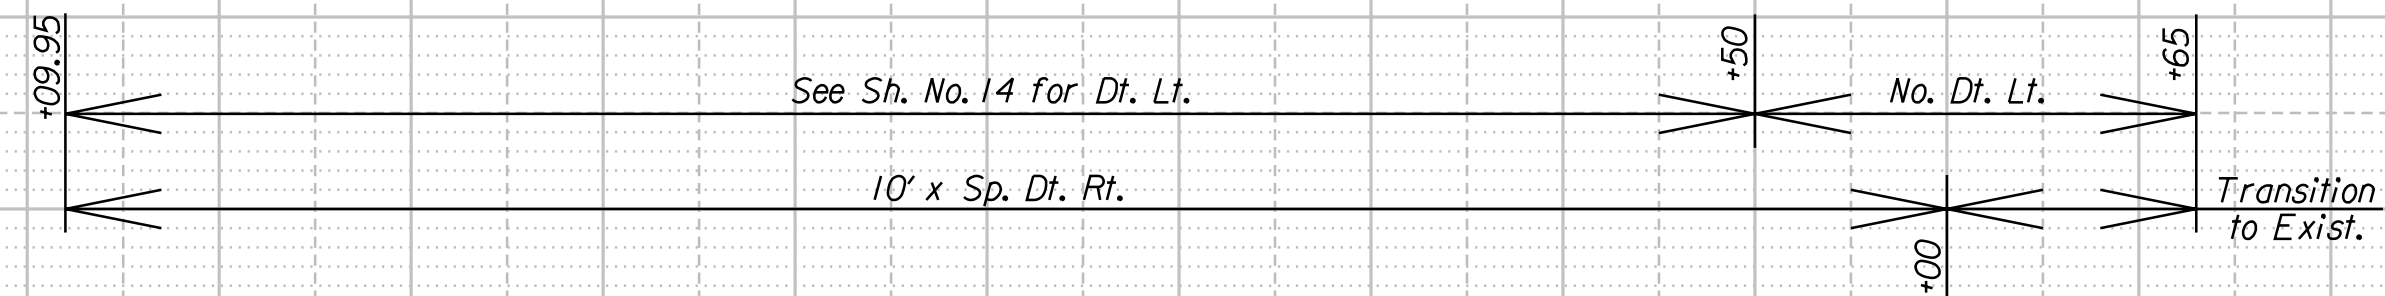 +09.95
+50
+65
See Sh. No. 14 for Dt. Lt.
No. Dt. Lt.
10' x Sp. Dt. Rt.
Transition
to Exist.
+00